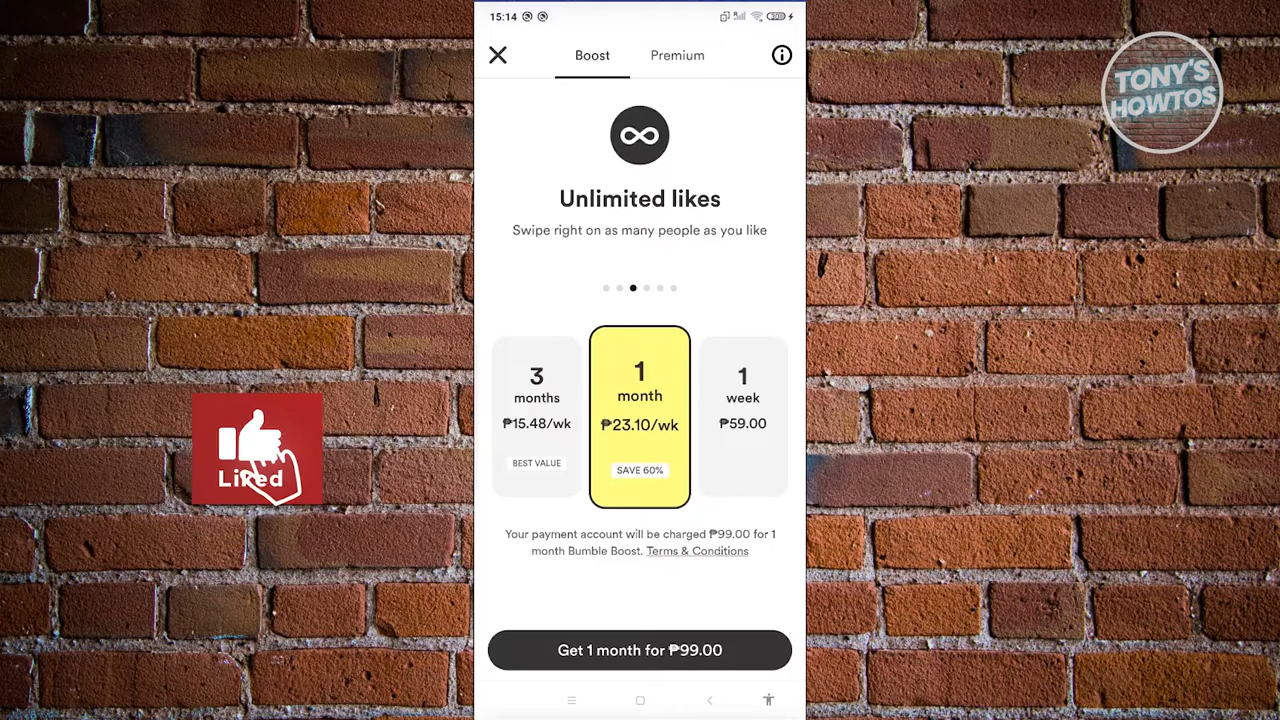 15:14
Boost
Premium
TONY'S
HOWTOS
Unlimited likes
Swipe right on as many people as you like
3
months
₱15.48/wk
BEST VALUE
1
month
₱23.10/wk
SAVE 60%
1
week
₱59.00
Liked
Your payment account will be charged ₱99.00 for 1
month Bumble Boost. Terms & Conditions
Get 1 month for ₱99.00